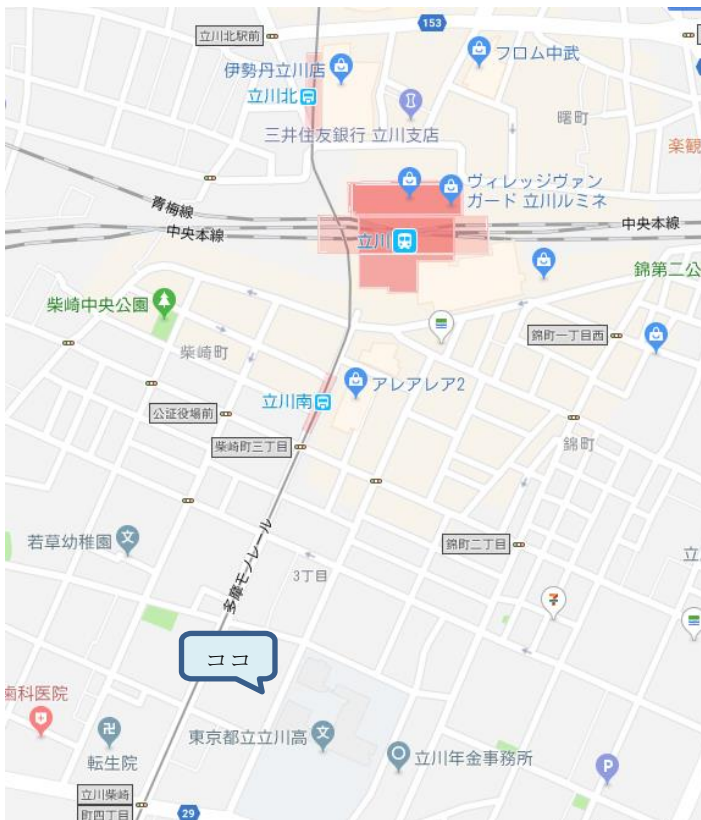 153
立川北駅前
フロム中武
伊勢丹立川店
立川北
曙町
三井住友銀行 立川支店
楽観
ヴィレッジヴァン
ガード 立川ルミネ
青梅線
中央本線
中央本線
立川
錦第二公
柴崎中央公園
錦町一丁目西
柴崎町
アレアレア2
立川南
公証役場前
柴崎町三丁目
錦町
若草幼稚園
文
錦町二丁目
立
多摩モノレール
3丁目
7
ココ
歯科医院
東京都立立川高
文
立川年金事務所
転生院
P
立川柴崎
町四丁目
29